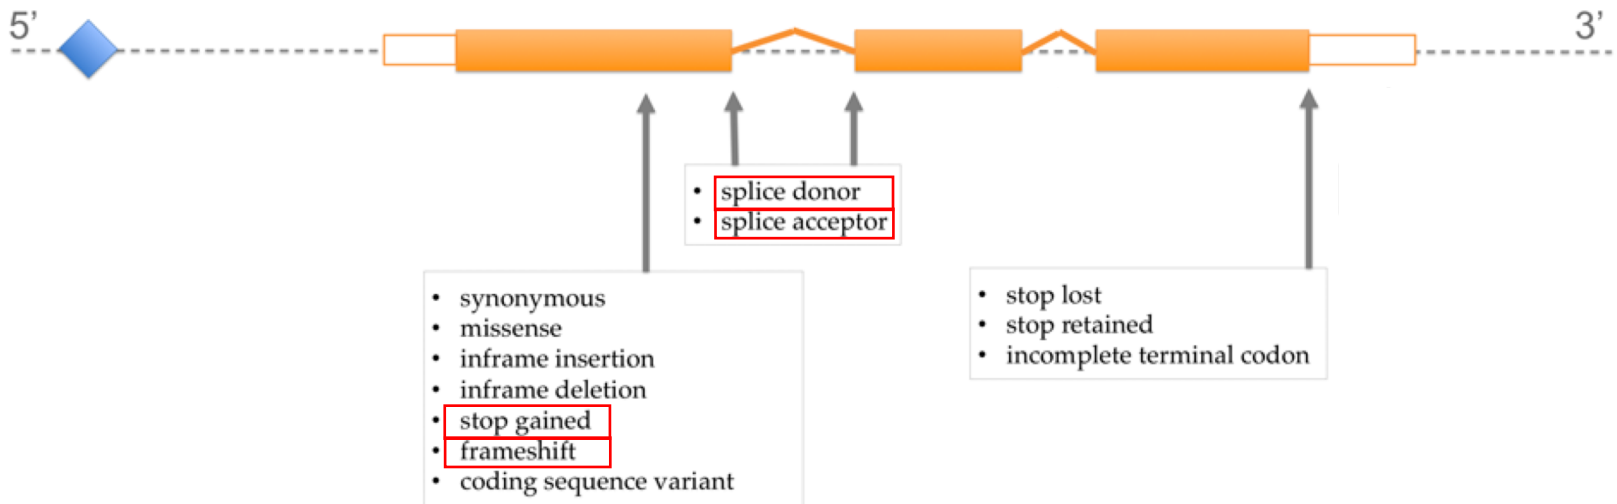 5’
3’
• splice donor
• splice acceptor
• synonymous
• missense
• inframe insertion
• inframe deletion
• stop gained
• frameshift
• coding sequence variant
• stop lost
• stop retained
• incomplete terminal codon